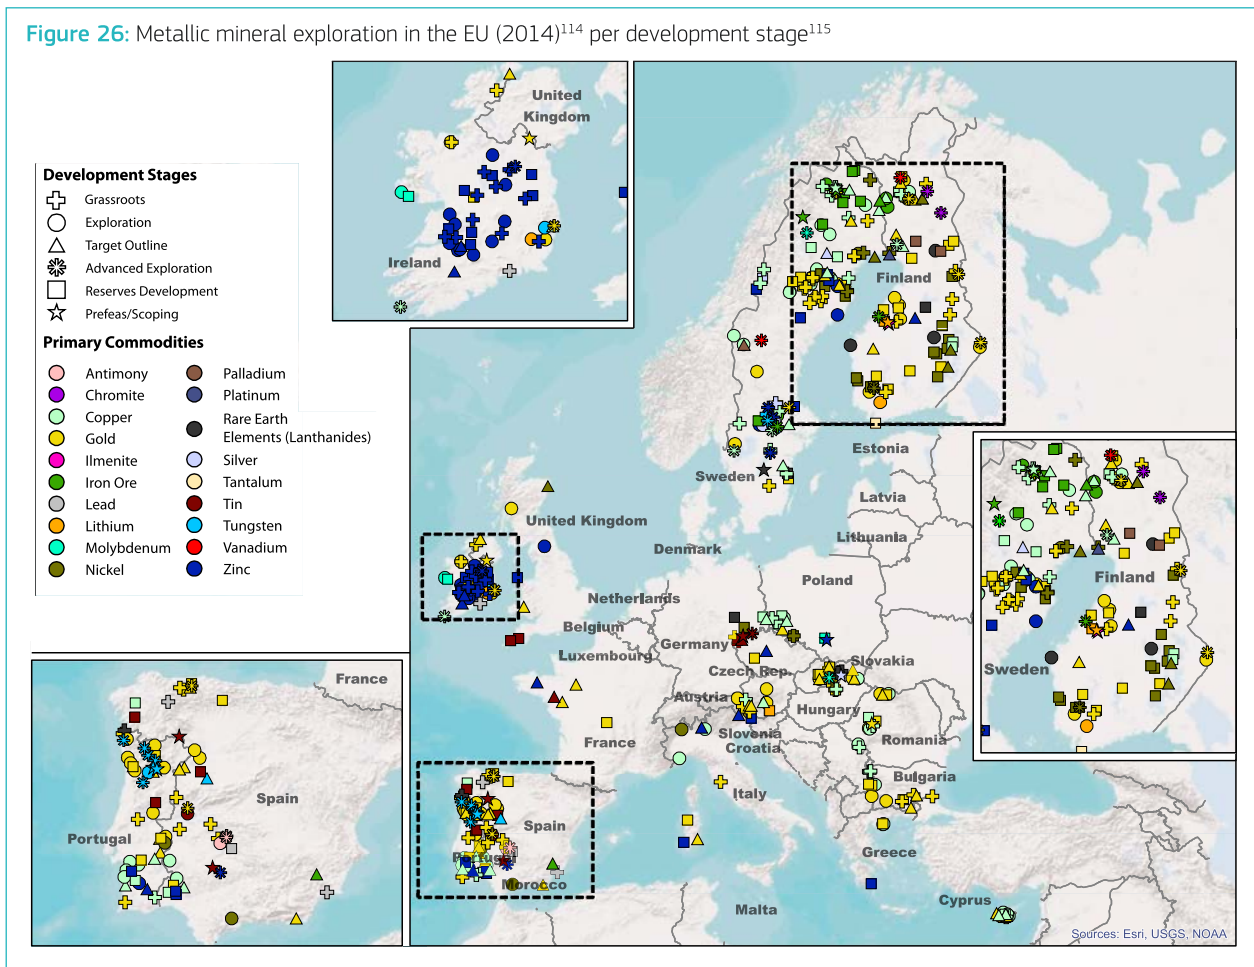 Figure 26: Metallic mineral exploration in the EU (2014)114 per development stage115
United
Kingdom
Ireland
Development Stages
Grassroots
Exploration
Target Outline
Advanced Exploration
Reserves Development
Prefeas/Scoping
Primary Commodities
Antimony
Chromite
Copper
Gold
Ilmenite
Iron Ore
Lead
Lithium
Molybdenum
Nickel
Palladium
Platinum
Rare Earth
Elements (Lanthanides)
Silver
Tantalum
Tin
Tungsten
Vanadium
Zinc
Finland
Estonia
Sweden
Latvia
United Kingdom
Lithuania
Denmark
Poland
Netherlands
Belgium
Germany
Luxembourg
Slovakia
Czech Rep.
Austria
Hungary
Slovenia
Romania
France
Croatia
Bulgaria
Italy
Spain
Portugal
Greece
Morocco
Cyprus
Malta
Finland
Sweden
France
Spain
Portugal
Sources: Esri, USGS, NOAA